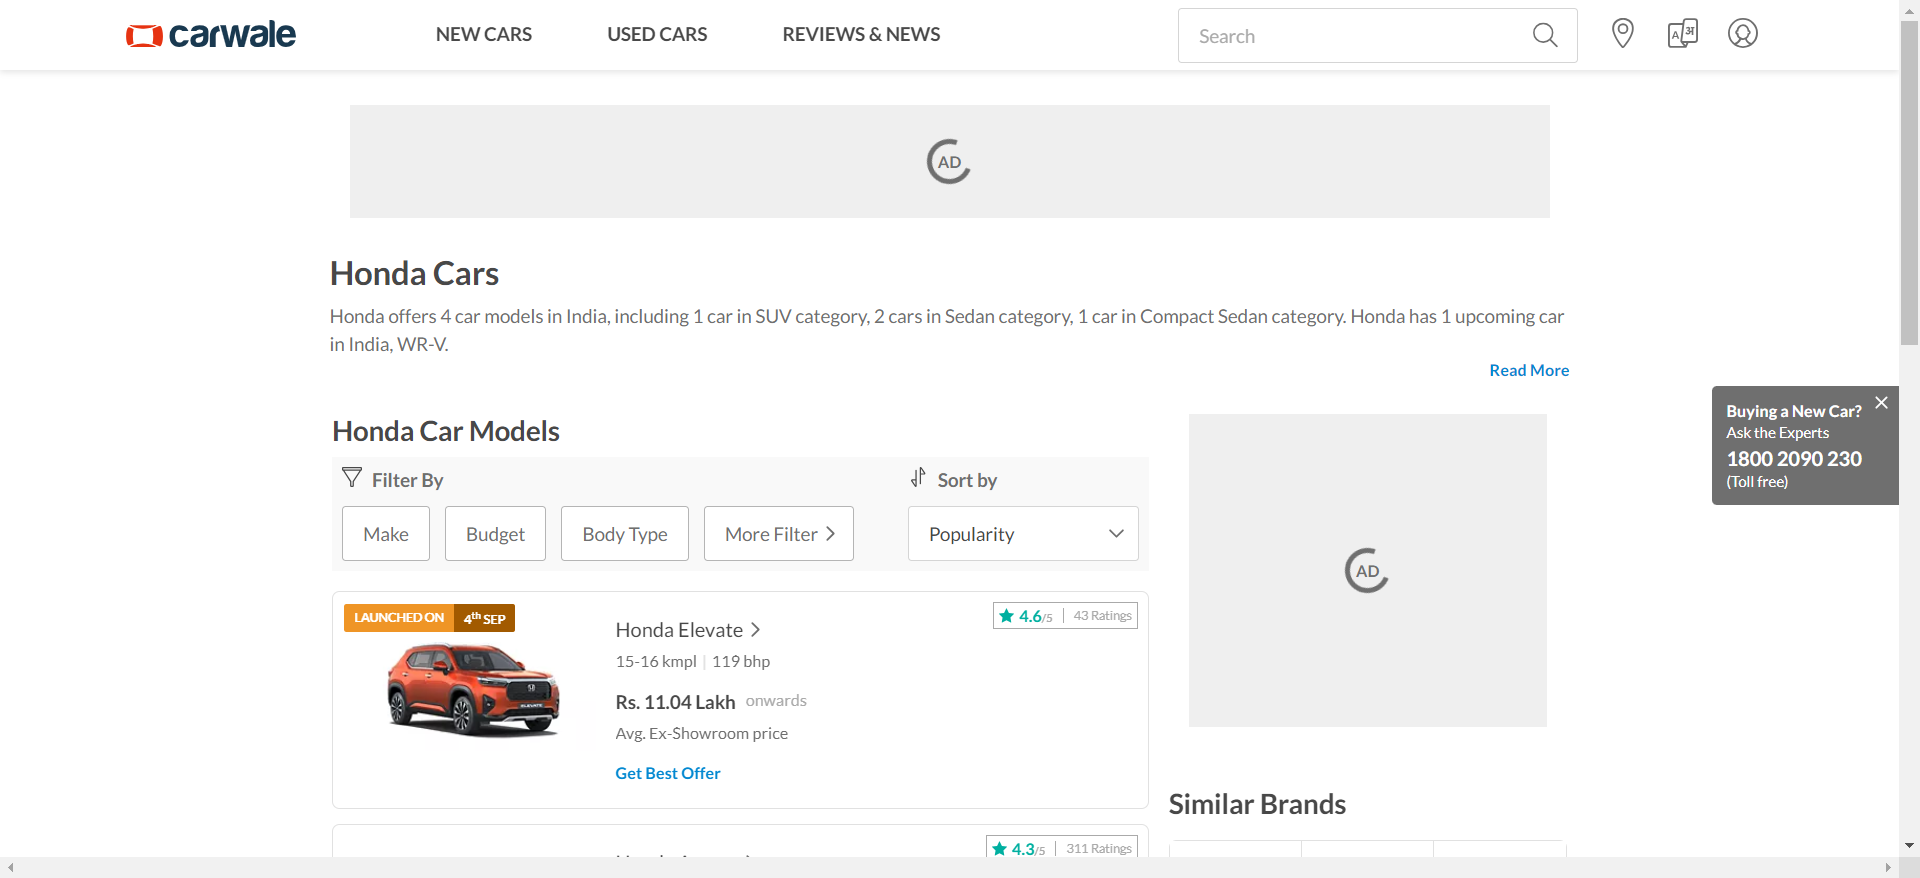 carwale
NEW CARS
USED CARS
REVIEWS & NEWS
Search
A अ
AD
Honda Cars
Honda offers 4 car models in India, including 1 car in SUV category, 2 cars in Sedan category, 1 car in Compact Sedan category. Honda has 1 upcoming car
in India, WR-V.
Read More
Buying a New Car?
Ask the Experts
1800 2090 230
(Toll free)
Honda Car Models
Filter By
Sort by
Make
Budget
Body Type
More Filter
Popularity
AD
LAUNCHED ON 4th SEP
4.6/5 | 43 Ratings
Honda Elevate
15-16 kmpl | 119 bhp
Rs. 11.04 Lakh onwards
Avg. Ex-Showroom price
Get Best Offer
ELEVATE
Similar Brands
4.3/5 | 311 Ratings